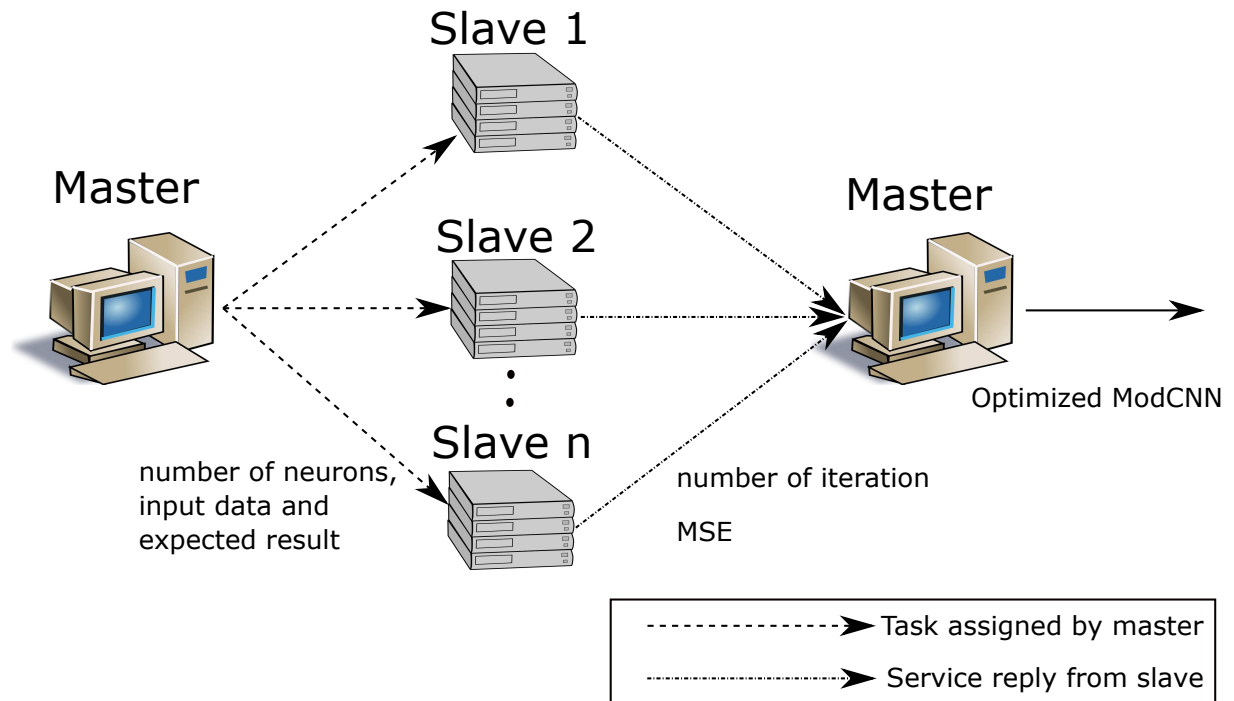 Slave 1
Master
Slave 2
Master
Optimized ModCNN
Slave n
number of neurons,
input data and
expected result
number of iteration
MSE
Task assigned by master
Service reply from slave